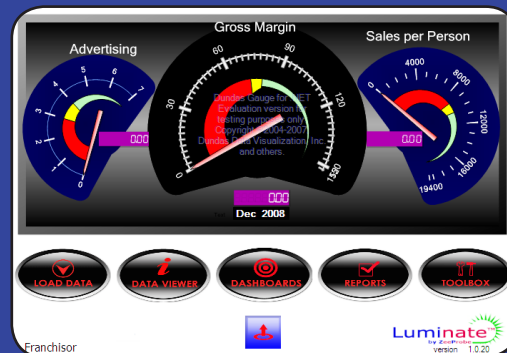 Gross Margin
Advertising
Sales per Person
0
1
2
3
4
5
6
7
0
30
60
90
120
150
0
4000
8000
12000
16000
19400
Dundas Gauge for .NET
Evaluation version for
testing purposes only.
Copyright © 2004-2007
Dundas Data Visualization, Inc.
and others.
0.00
0.00
0.00
Dec 2008
LOAD DATA
DATA VIEWER
DASHBOARDS
REPORTS
TOOLBOX
Franchisor
Luminate™
by ZeeProbe
version 1.0.20